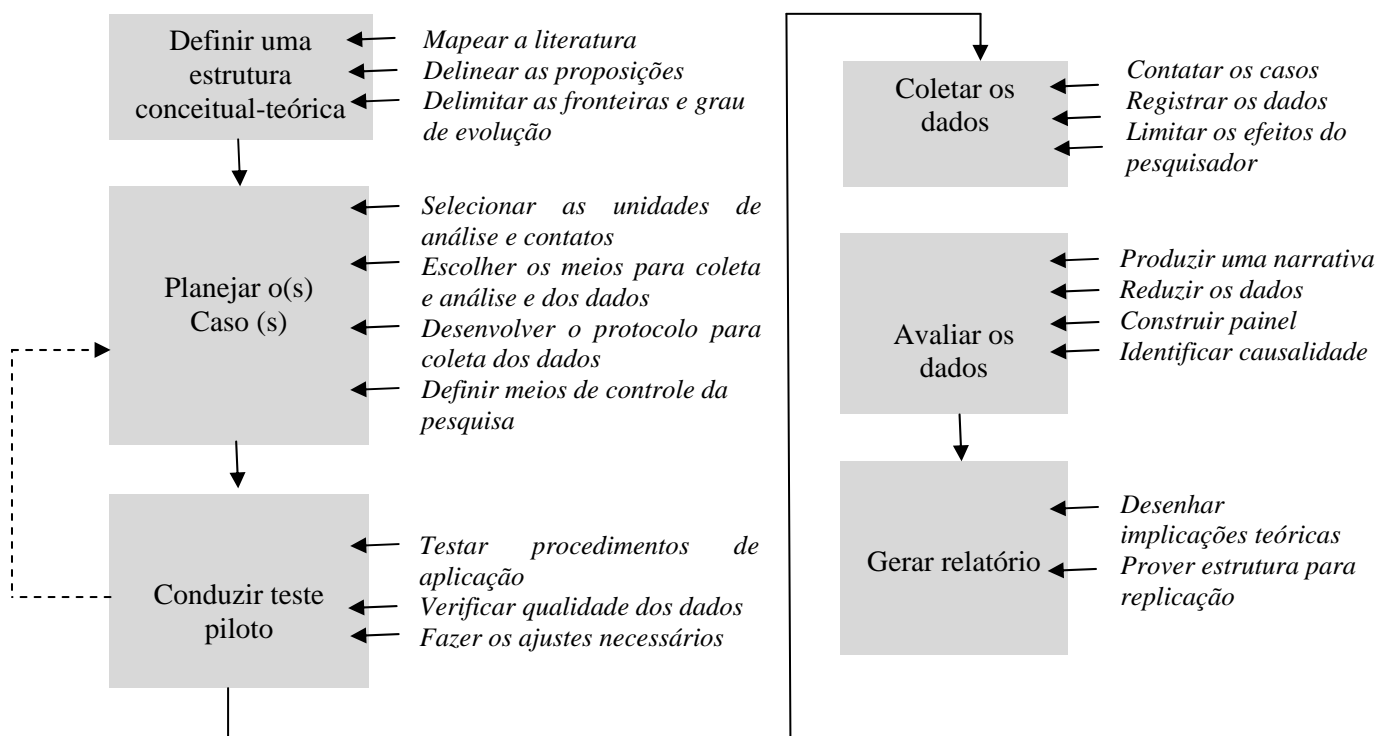 Definir uma
estrutura
conceitual-teórica
Mapear a literatura
Delinear as proposições
Delimitar as fronteiras e grau
de evolução
Planejar o(s)
Caso (s)
Selecionar as unidades de
análise e contatos
Escolher os meios para coleta
e análise e dos dados
Desenvolver o protocolo para
coleta dos dados
Definir meios de controle da
pesquisa
Conduzir teste
piloto
Testar procedimentos de
aplicação
Verificar qualidade dos dados
Fazer os ajustes necessários
Coletar os
dados
Contatar os casos
Registrar os dados
Limitar os efeitos do
pesquisador
Avaliar os
dados
Produzir uma narrativa
Reduzir os dados
Construir painel
Identificar causalidade
Gerar relatório
Desenhar
implicações teóricas
Prover estrutura para
replicação